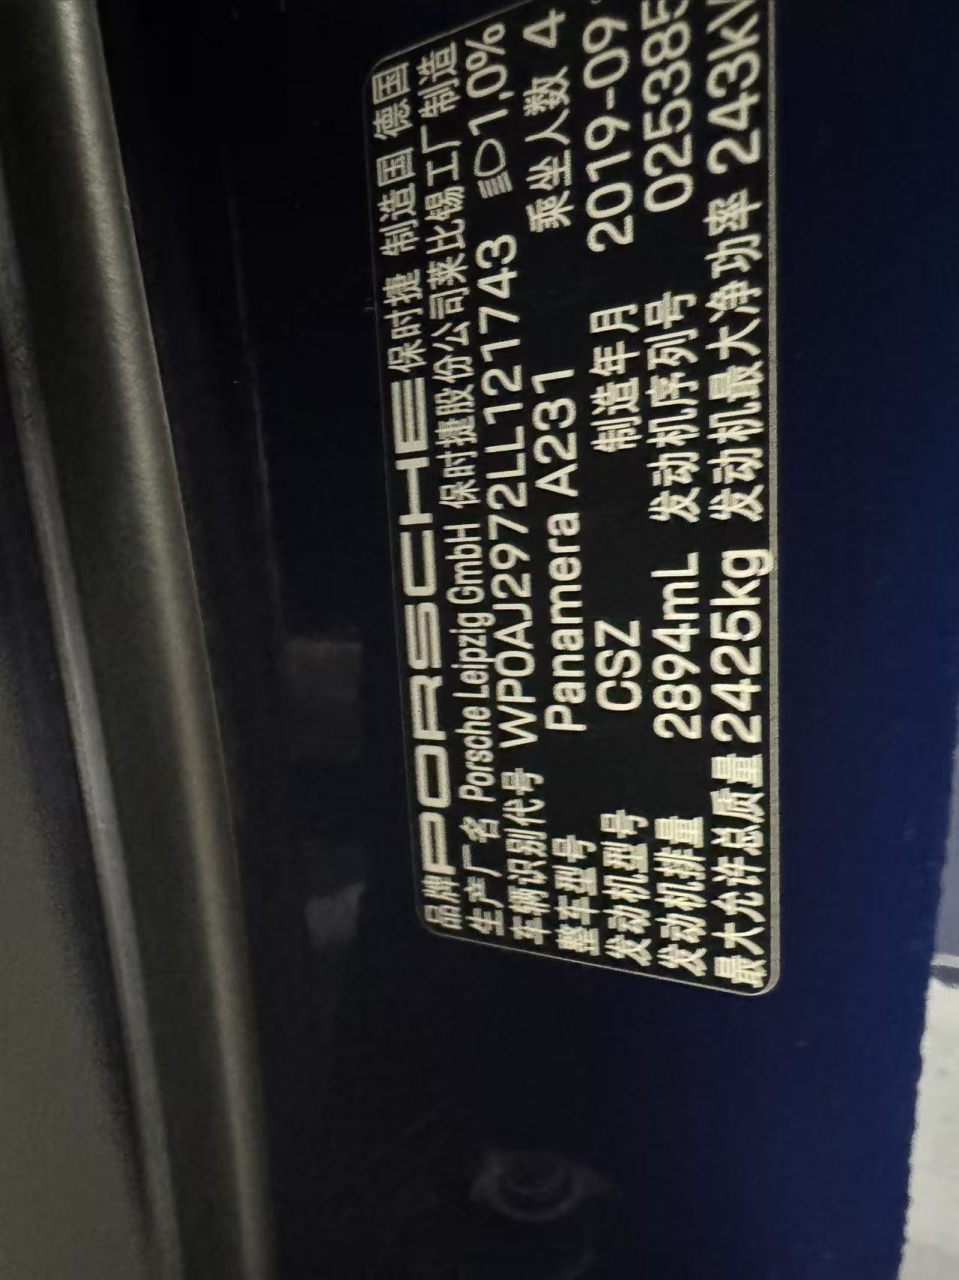 品牌 PORSCHE 保时捷 制造国 德国
生产厂名 Porsche Leipzig GmbH 保时捷股份公司莱比锡工厂制造
车辆识别代号 WP0AJ2972LL121743 1,0%
整车型号 Panamera A231 乘坐人数 4
发动机型号 CSZ 制造年月 2019-09
发动机排量 2894mL 发动机序列号 025385
最大允许总质量 2425kg 发动机最大净功率 243kW